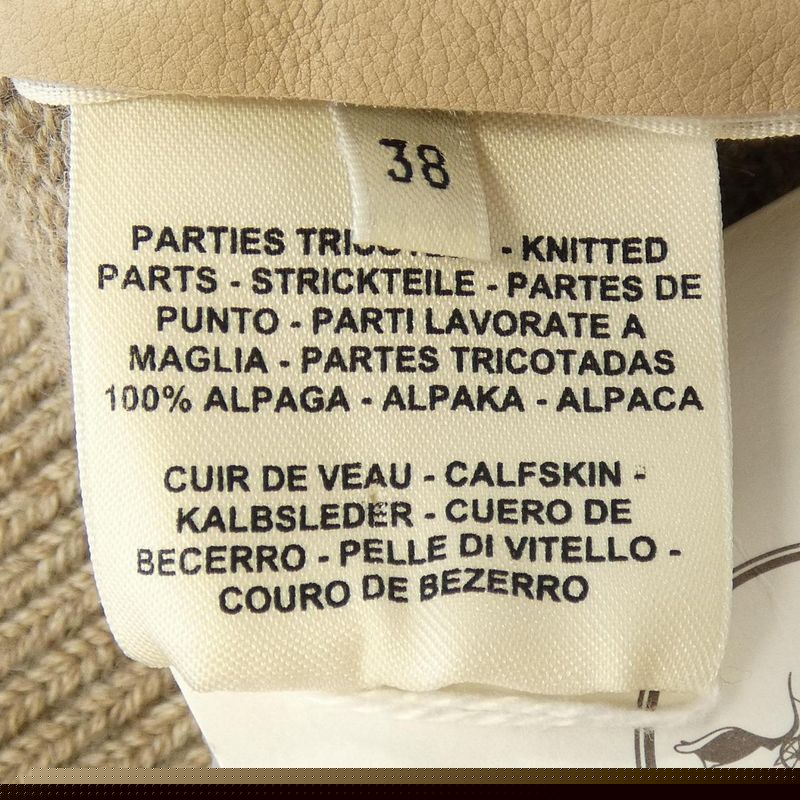 38
PARTIES - KNITTED
PARTS - STRICKTEILE - PARTES DE
PUNTO - PARTI LAVORATE A
MAGLIA - PARTES TRICOTADAS
100% ALPAGA - ALPAKA - ALPACA
CUIR DE VEAU - CALFSKIN -
KALBSLEDER - CUERO DE
BECERRO - PELLE DI VITELLO -
COURO DE BEZERRO